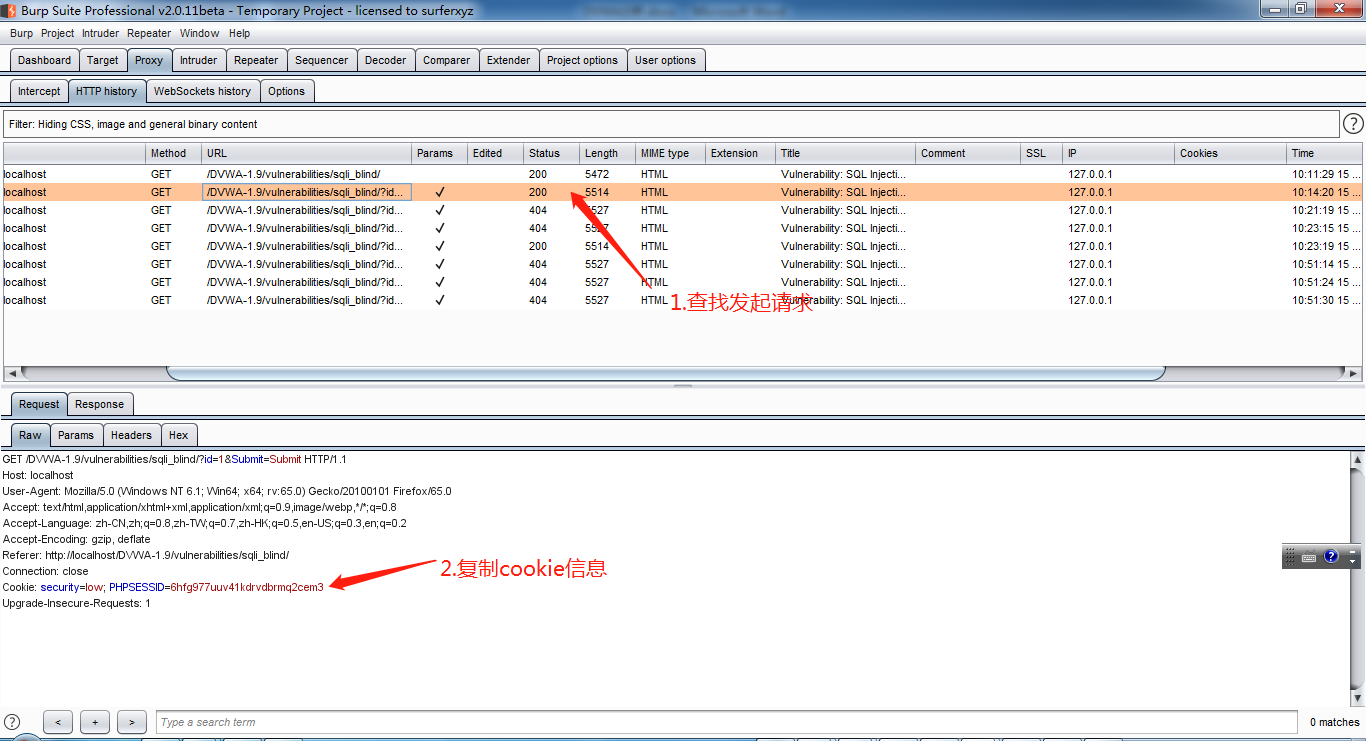 Burp Suite Professional v2.0.11beta - Temporary Project - licensed to surferxyz
Burp Project Intruder Repeater Window Help
Dashboard Target Proxy Intruder Repeater Sequencer Decoder Comparer Extender Project options User options
Intercept HTTP history WebSockets history Options
Filter: Hiding CSS, image and general binary content
?
Method URL Params Edited Status Length MIME type Extension Title Comment SSL IP Cookies Time
localhost GET /DVWA-1.9/vulnerabilities/sqli_blind/ 200 5472 HTML Vulnerability: SQL Injecti... 127.0.0.1 10:11:29 15 ...
localhost GET /DVWA-1.9/vulnerabilities/sqli_blind/?id... ✓ 200 5514 HTML Vulnerability: SQL Injecti... 127.0.0.1 10:14:20 15 ...
localhost GET /DVWA-1.9/vulnerabilities/sqli_blind/?id... ✓ 404 5527 HTML Vulnerability: SQL Injecti... 127.0.0.1 10:21:19 15 ...
localhost GET /DVWA-1.9/vulnerabilities/sqli_blind/?id... ✓ 404 5527 HTML Vulnerability: SQL Injecti... 127.0.0.1 10:23:15 15 ...
localhost GET /DVWA-1.9/vulnerabilities/sqli_blind/?id... ✓ 200 5514 HTML Vulnerability: SQL Injecti... 127.0.0.1 10:23:19 15 ...
localhost GET /DVWA-1.9/vulnerabilities/sqli_blind/?id... ✓ 404 5527 HTML Vulnerability: SQL Injecti... 127.0.0.1 10:51:14 15 ...
localhost GET /DVWA-1.9/vulnerabilities/sqli_blind/?id... ✓ 404 5527 HTML Vulnerability: SQL Injecti... 127.0.0.1 10:51:24 15 ...
localhost GET /DVWA-1.9/vulnerabilities/sqli_blind/?id... ✓ 404 5527 HTML Vulnerability: SQL Injecti... 127.0.0.1 10:51:30 15 ...
1.查找发起请求
Request Response
Raw Params Headers Hex
GET /DVWA-1.9/vulnerabilities/sqli_blind/?id=1&Submit=Submit HTTP/1.1
Host: localhost
User-Agent: Mozilla/5.0 (Windows NT 6.1; Win64; x64; rv:65.0) Gecko/20100101 Firefox/65.0
Accept: text/html,application/xhtml+xml,application/xml;q=0.9,image/webp,*/*;q=0.8
Accept-Language: zh-CN,zh;q=0.8,zh-TW;q=0.7,zh-HK;q=0.5,en-US;q=0.3,en;q=0.2
Accept-Encoding: gzip, deflate
Referer: http://localhost/DVWA-1.9/vulnerabilities/sqli_blind/
Connection: close
Cookie: security=low; PHPSESSID=6hfg977uuv41kdrvdbrmq2cem3
Upgrade-Insecure-Requests: 1
2.复制cookie信息
?
? < + > Type a search term 0 matches